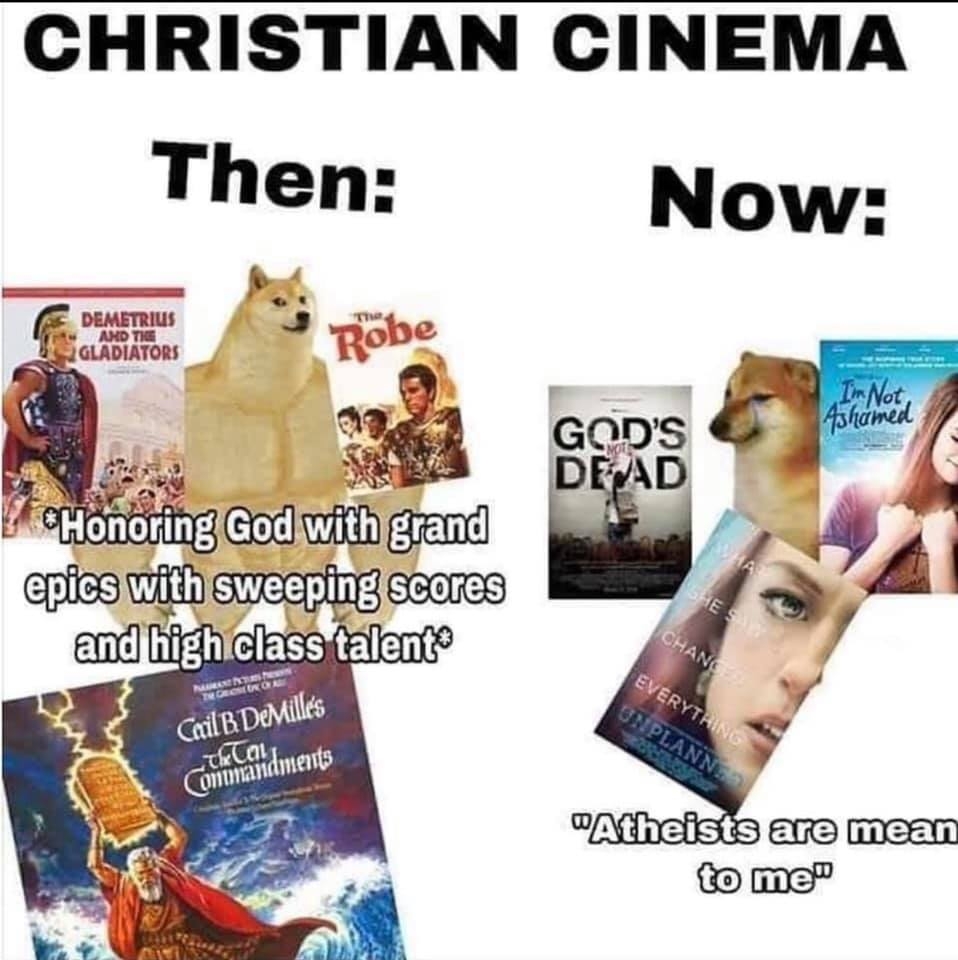 CHRISTIAN CINEMA
Then:
Now:
DEMETRIUS
AND THE
GLADIATORS
The
Robe
*Honoring God with grand
epics with sweeping scores
and high class talent*
Cecil B. DeMille's
The Ten
Commandments
GOD'S
NOT
DEAD
I'm Not
Ashamed
WHAT
SHE SAW
CHANGED
EVERYTHING
UNPLANNED
"Atheists are mean
to me"